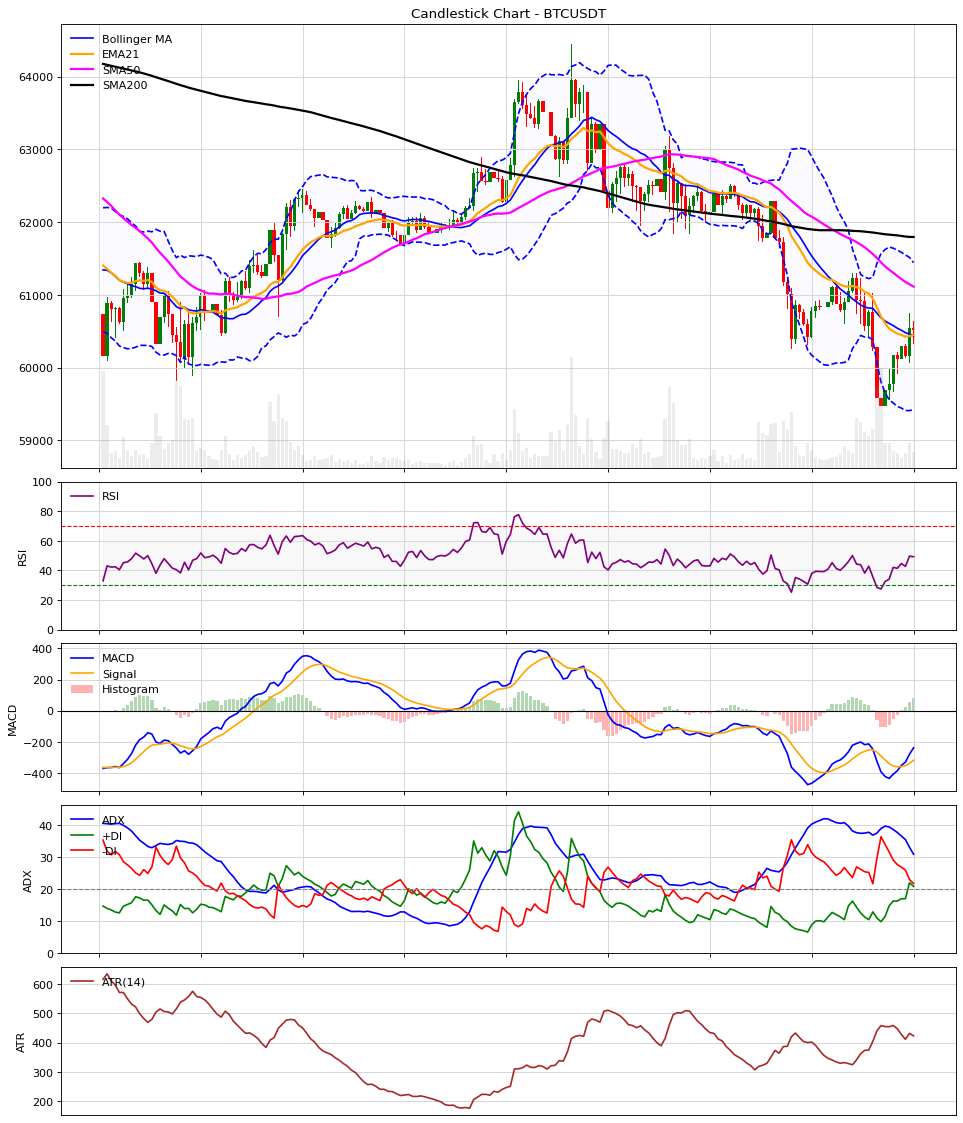 Candlestick Chart - BTCUSDT
Bollinger MA
EMA21
SMA50
SMA200
64000
63000
62000
61000
60000
59000
RSI
100
80
60
40
20
0
RSI
MACD
Signal
Histogram
400
200
0
−200
−400
MACD
ADX
+DI
-DI
40
30
20
10
0
ADX
ATR(14)
600
500
400
300
200
ATR